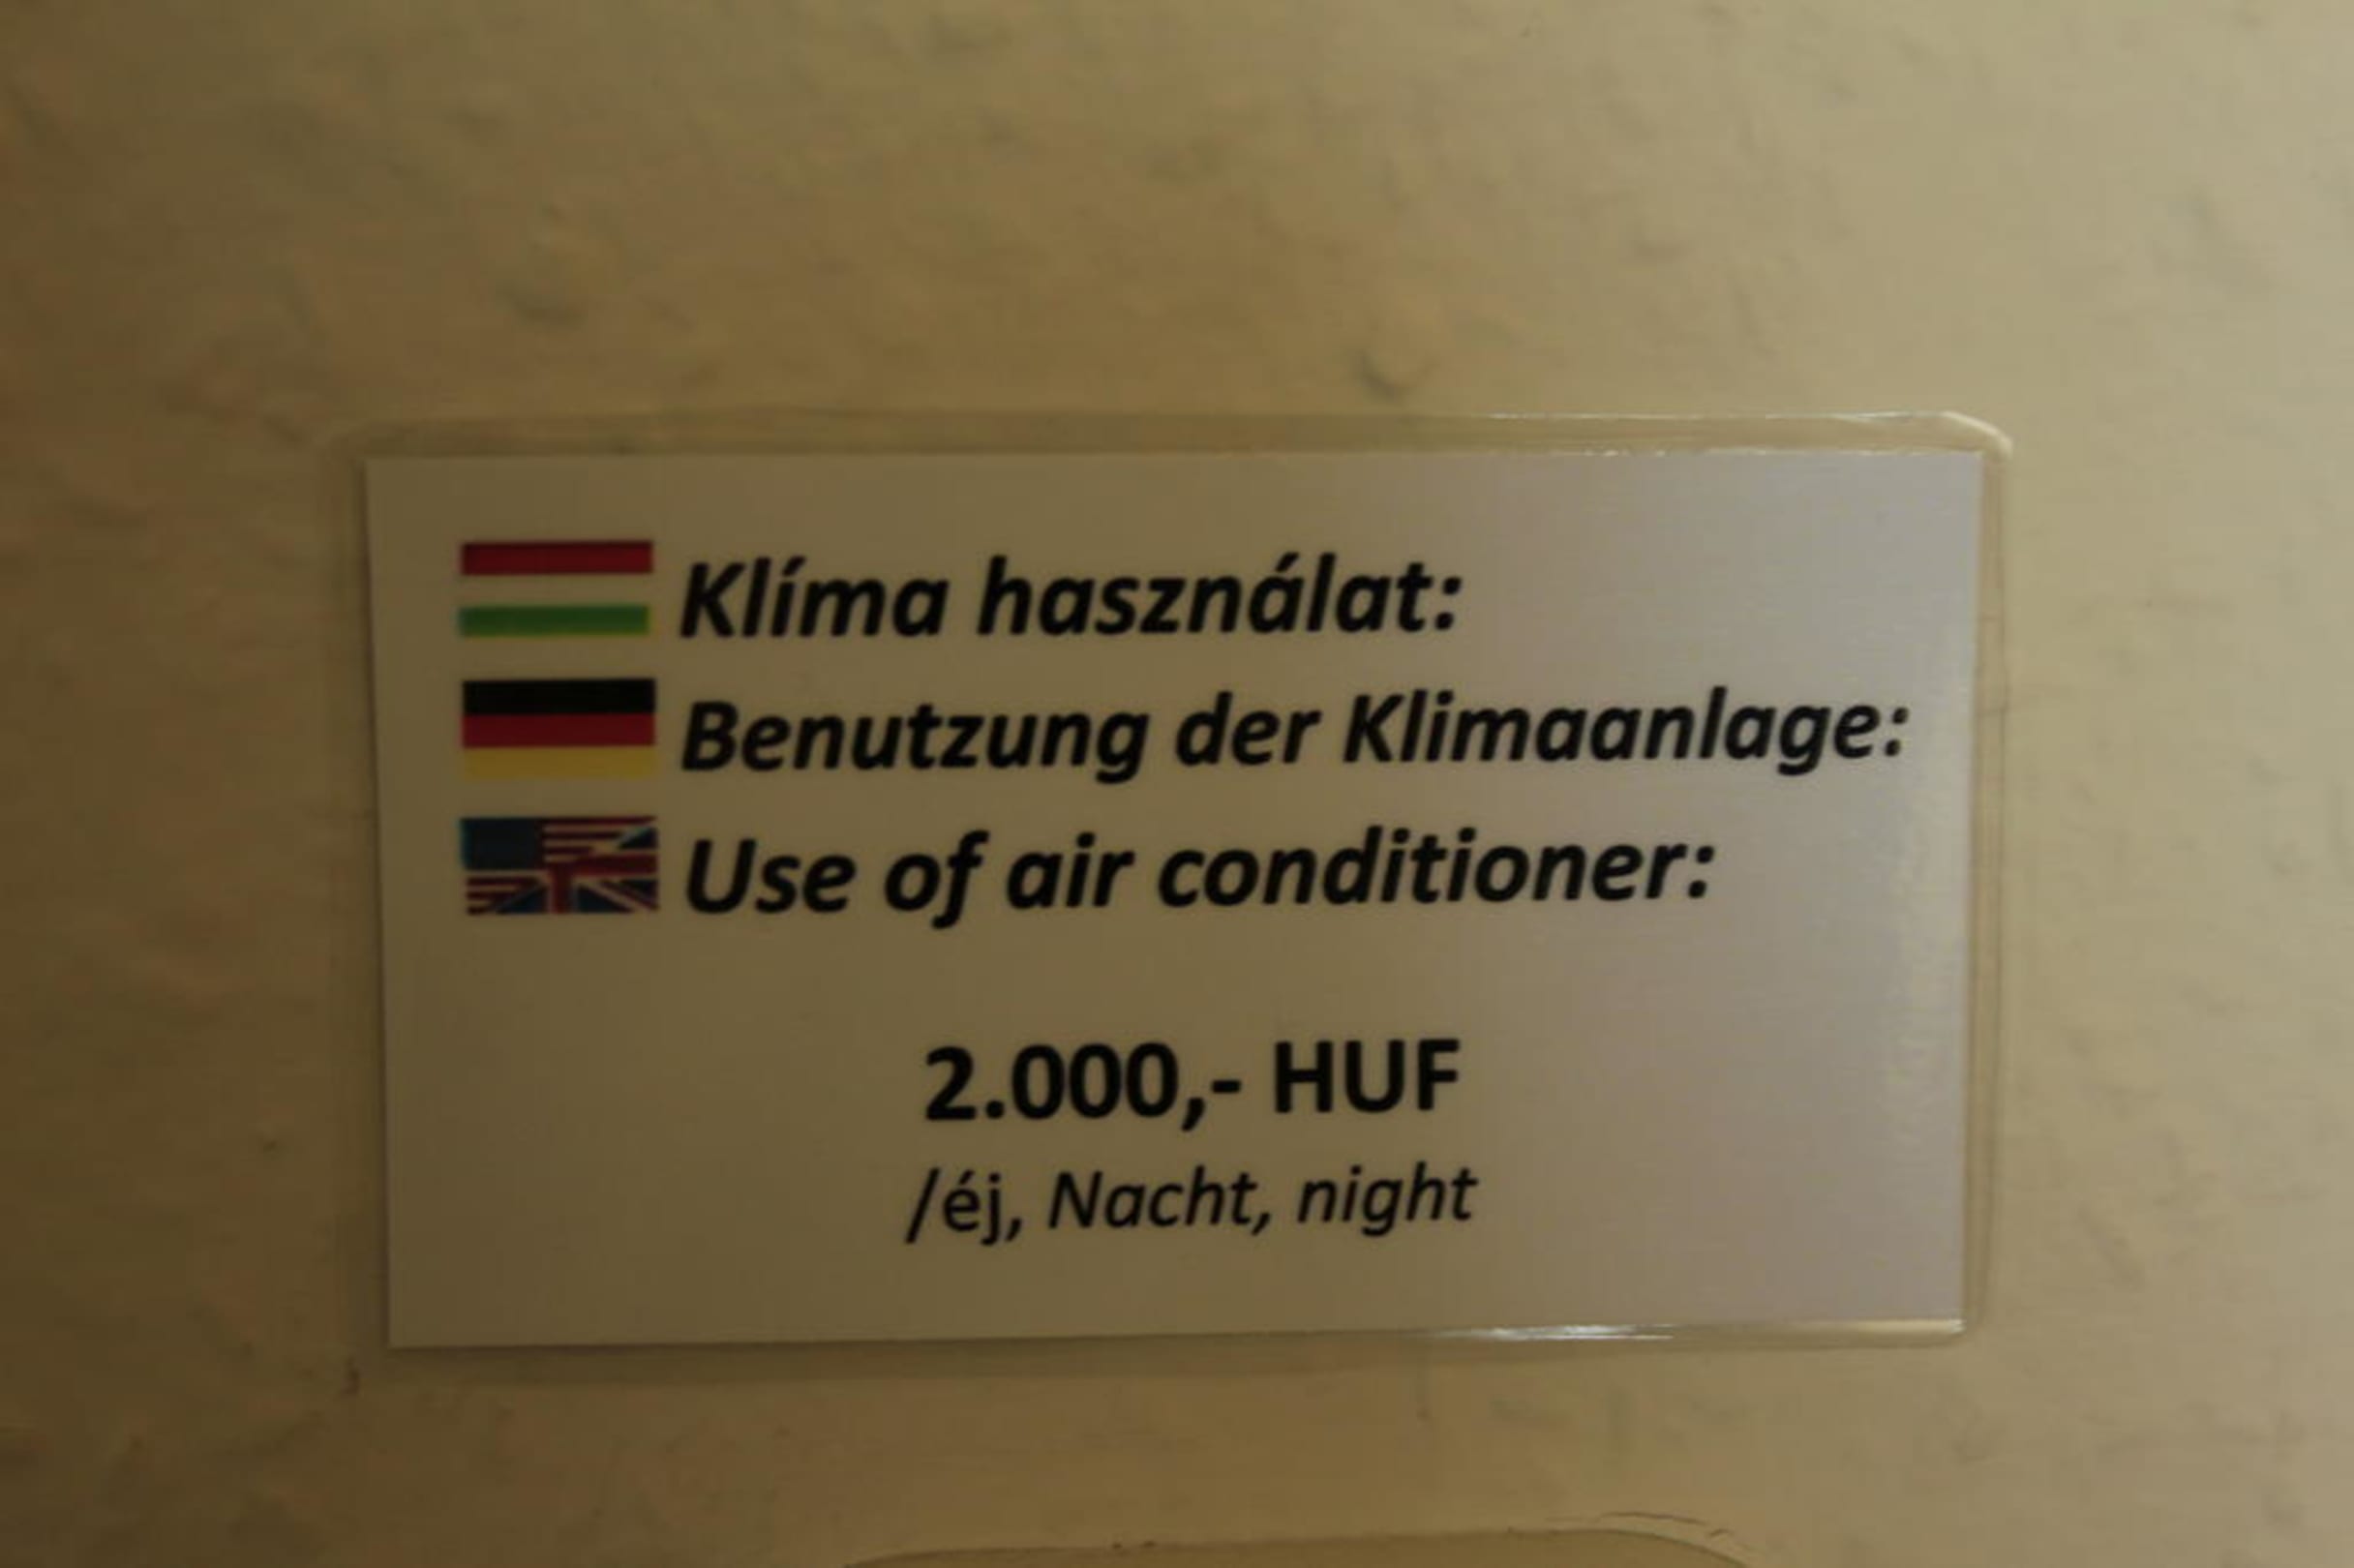 Klíma használat:
Benutzung der Klimaanlage:
Use of air conditioner:
2.000,- HUF
/éj, Nacht, night